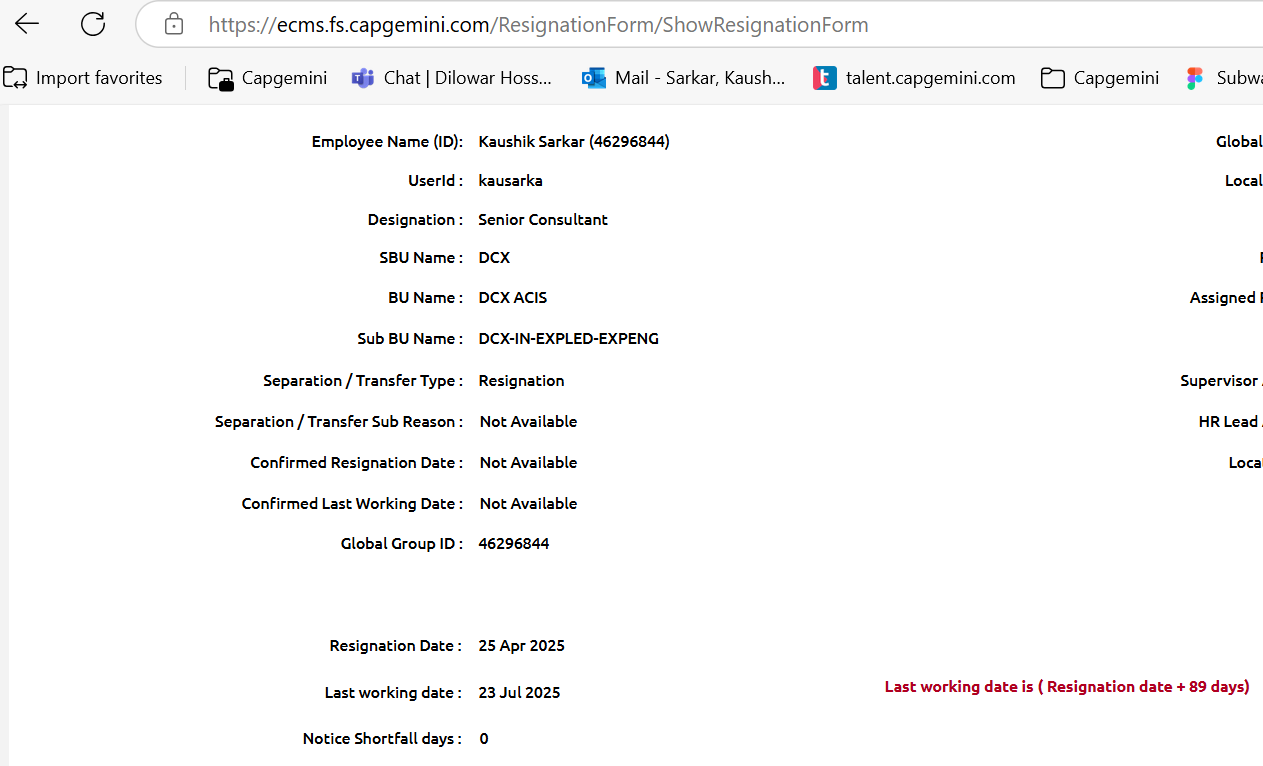 https://ecms.fs.capgemini.com/ResignationForm/ShowResignationForm
Import favorites Capgemini Chat | Dilowar Hoss... Mail - Sarkar, Kaush... talent.capgemini.com Capgemini Subwa
Employee Name (ID): Kaushik Sarkar (46296844) Global
UserId : kausarka Local
Designation : Senior Consultant
SBU Name : DCX
BU Name : DCX ACIS Assigned
Sub BU Name : DCX-IN-EXPLED-EXPENG
Separation / Transfer Type : Resignation Supervisor
Separation / Transfer Sub Reason : Not Available HR Lead
Confirmed Resignation Date : Not Available Local
Confirmed Last Working Date : Not Available
Global Group ID : 46296844
Resignation Date : 25 Apr 2025
Last working date : 23 Jul 2025 Last working date is ( Resignation date + 89 days)
Notice Shortfall days : 0